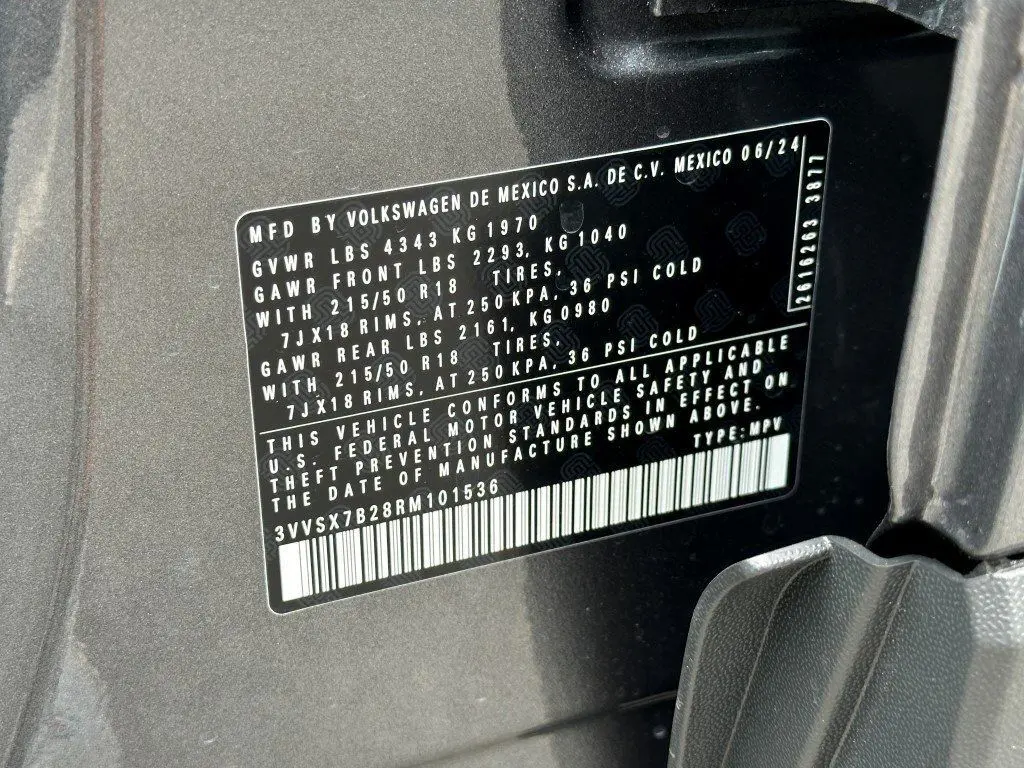 MFD BY VOLKSWAGEN DE MEXICO S.A. DE C.V. MEXICO 06/24
GVWR LBS 4343 KG 1970
GAWR FRONT LBS 2293, KG 1040
WITH 215/50 R18 TIRES,
7JX18 RIMS, AT 250 KPA, 36 PSI COLD
GAWR REAR LBS 2161, KG 0980
WITH 215/50 R18 TIRES,
7JX18 RIMS, AT 250 KPA, 36 PSI COLD
2616263 3877
THIS VEHICLE CONFORMS TO ALL APPLICABLE
U.S. FEDERAL MOTOR VEHICLE SAFETY AND
THEFT PREVENTION STANDARDS IN EFFECT ON
THE DATE OF MANUFACTURE SHOWN ABOVE.
TYPE: MPV
3VVSX7B28RM101536